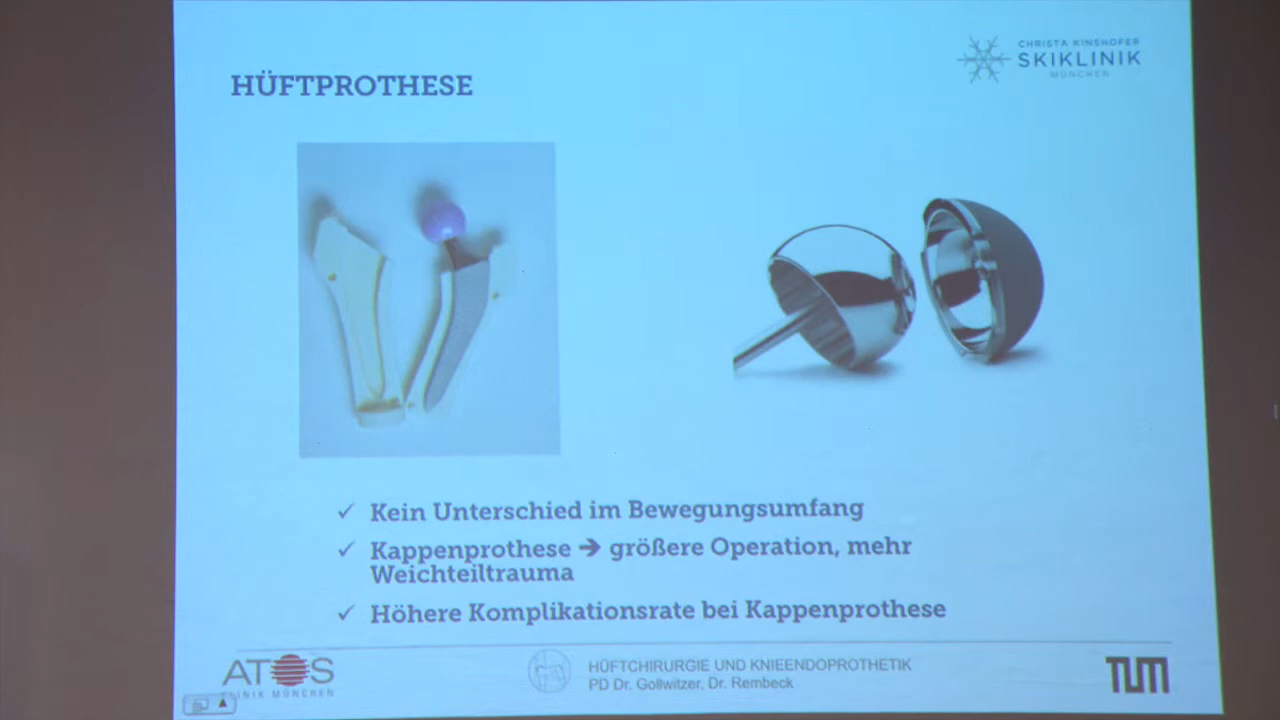 CHRISTA KINSHOFER
SKIKLINIK
MÜNCHEN
HÜFTPROTHESE
✓ Kein Unterschied im Bewegungsumfang
✓ Kappenprothese ➔ größere Operation, mehr
Weichteiltrauma
✓ Höhere Komplikationsrate bei Kappenprothese
ATOS
KLINIK MÜNCHEN
HÜFTCHIRURGIE UND KNIEENDOPROTHETIK
PD Dr. Gollwitzer, Dr. Rembeck
TUM